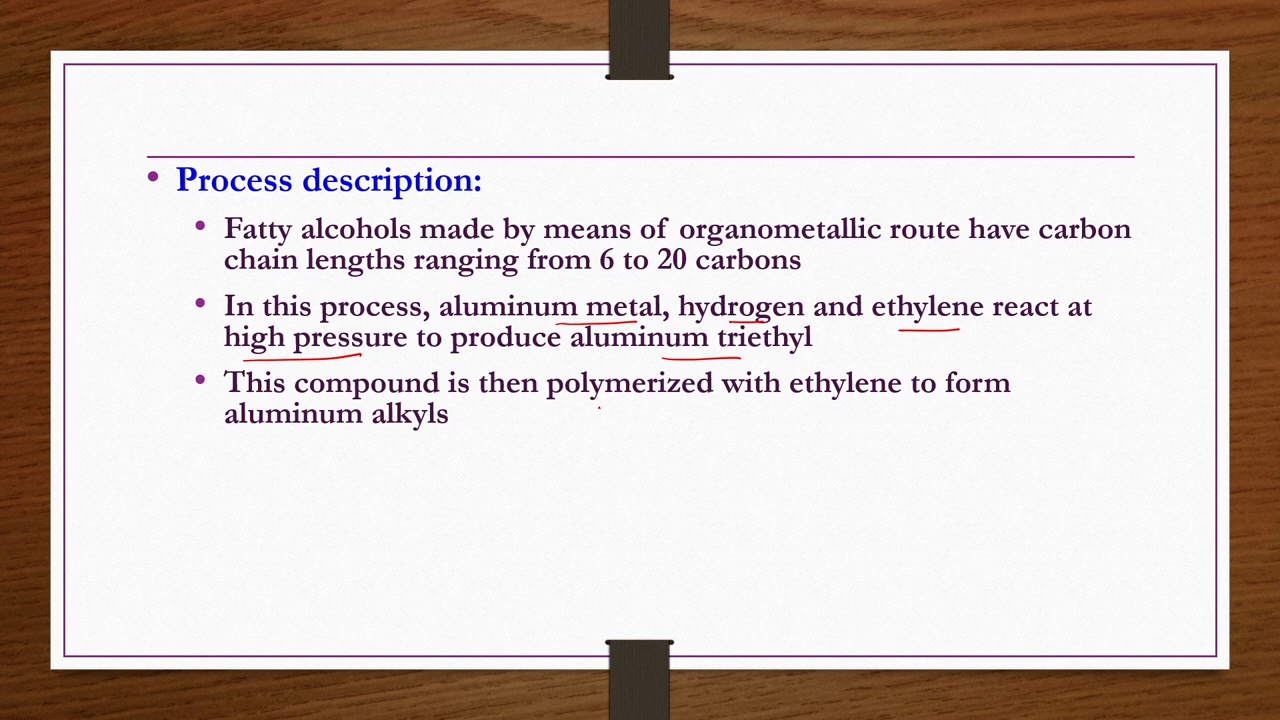 • Process description:
• Fatty alcohols made by means of organometallic route have carbon
chain lengths ranging from 6 to 20 carbons
• In this process, aluminum metal, hydrogen and ethylene react at
high pressure to produce aluminum triethyl
• This compound is then polymerized with ethylene to form
aluminum alkyls